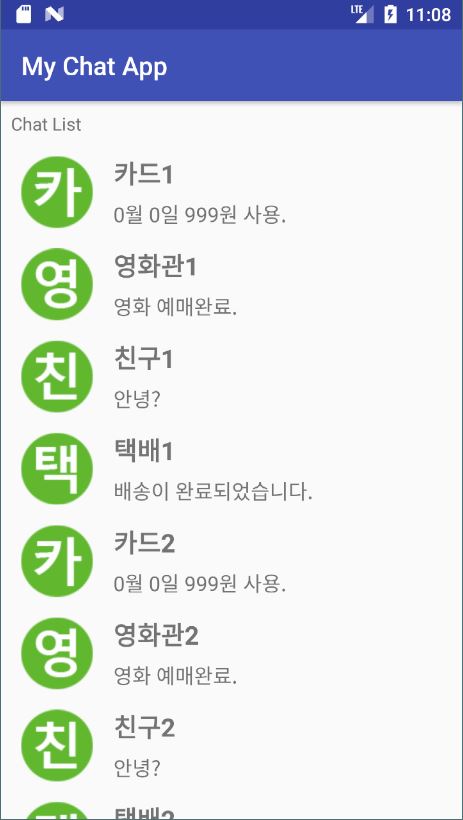 LTE 11:08
My Chat App
Chat List
카
카드1
0월 0일 999원 사용.
영
영화관1
영화 예매완료.
친
친구1
안녕?
택
택배1
배송이 완료되었습니다.
카
카드2
0월 0일 999원 사용.
영
영화관2
영화 예매완료.
친
친구2
안녕?
택배2